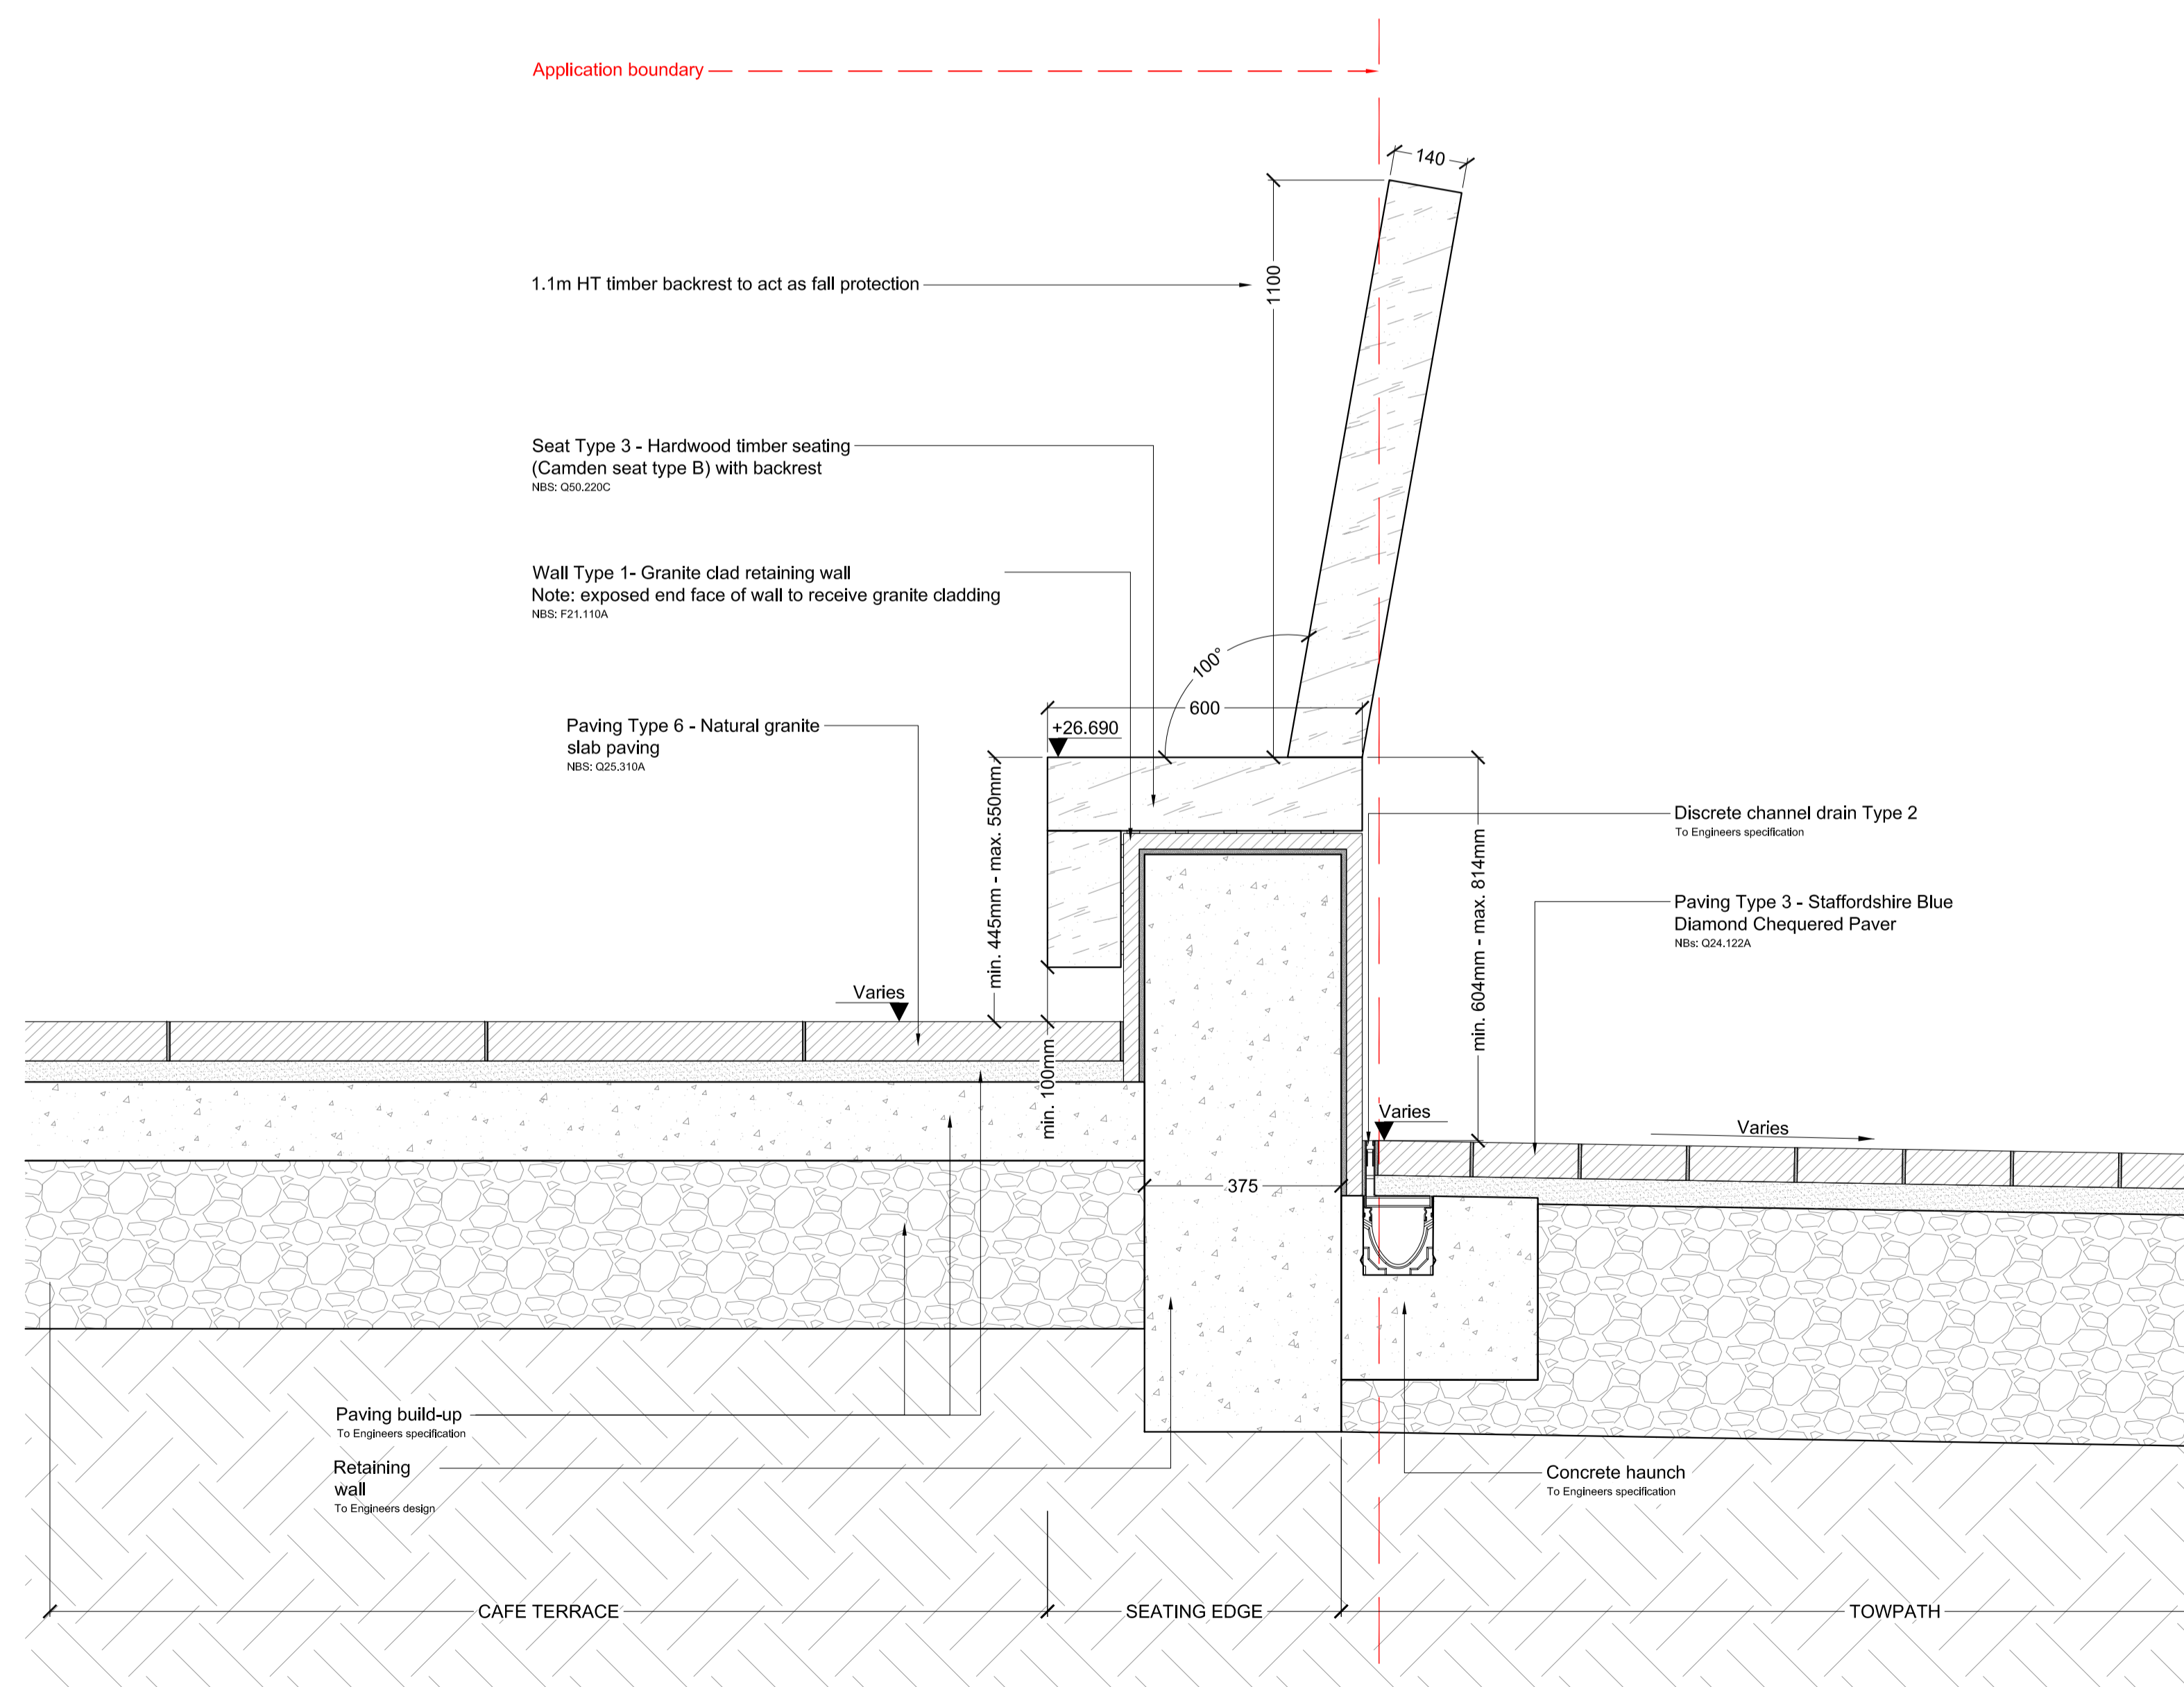 Application boundary
140
1100
1.1m HT timber backrest to act as fall protection
Seat Type 3 - Hardwood timber seating
(Camden seat type B) with backrest
NBS: Q50.220C
Wall Type 1- Granite clad retaining wall
Note: exposed end face of wall to receive granite cladding
NBS: F21.110A
100°
600
+26.690
Paving Type 6 - Natural granite
slab paving
NBS: Q25.310A
min. 445mm - max. 550mm
min. 604mm - max. 814mm
Discrete channel drain Type 2
To Engineers specification
Paving Type 3 - Staffordshire Blue
Diamond Chequered Paver
NBs: Q24.122A
Varies
min. 100mm
Varies
Varies
375
Paving build-up
To Engineers specification
Retaining
wall
To Engineers design
Concrete haunch
To Engineers specification
CAFE TERRACE
SEATING EDGE
TOWPATH